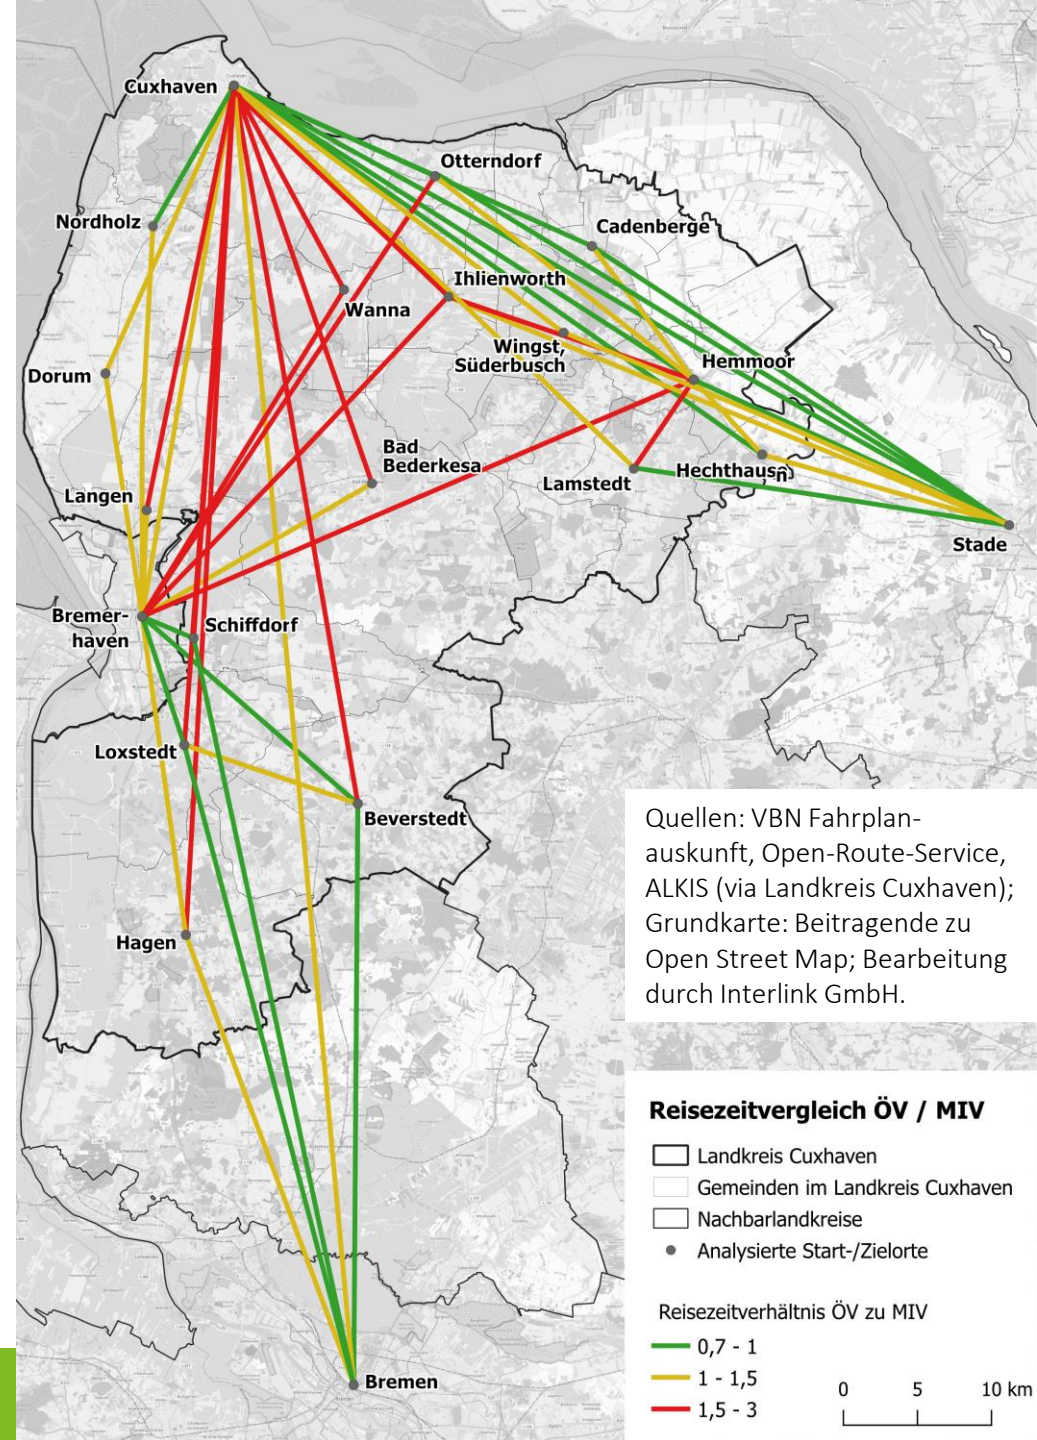 Cuxhaven
Otterndorf
Nordholz
Cadenberge
Ihlienworth
Wanna
Wingst,
Süderbusch
Hemmoor
Dorum
Bad
Bederkesa
Lamstedt
Hechthausn
Langen
Stade
Bremer-
haven
Schiffdorf
Loxstedt
Beverstedt
Hagen
Bremen
Quellen: VBN Fahrplan-
auskunft, Open-Route-Service,
ALKIS (via Landkreis Cuxhaven);
Grundkarte: Beitragende zu
Open Street Map; Bearbeitung
durch Interlink GmbH.
Reisezeitvergleich ÖV / MIV
Landkreis Cuxhaven
Gemeinden im Landkreis Cuxhaven
Nachbarlandkreise
Analysierte Start-/Zielorte
Reisezeitverhältnis ÖV zu MIV
0,7 - 1
1 - 1,5
1,5 - 3
0 5 10 km